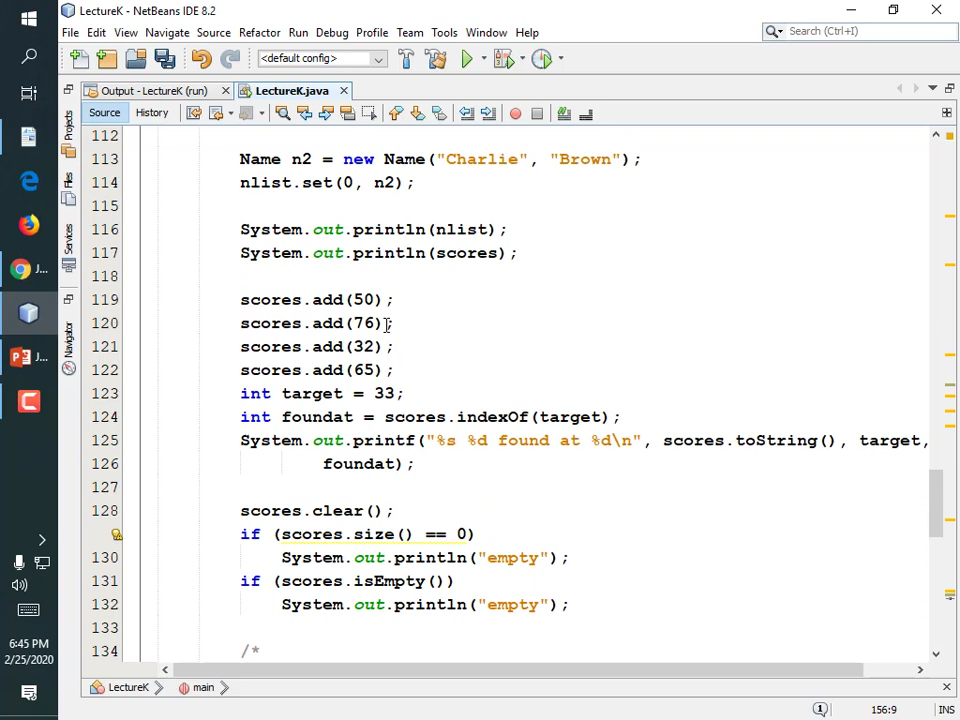 LectureK - NetBeans IDE 8.2
File Edit View Navigate Source Refactor Run Debug Profile Team Tools Window Help
Search (Ctrl+I)
<default config>
Output - LectureK (run) LectureK.java
Source History
Projects
Files
Services
Navigator
J...
J...
112
113 Name n2 = new Name("Charlie", "Brown");
114 nlist.set(0, n2);
115
116 System.out.println(nlist);
117 System.out.println(scores);
118
119 scores.add(50);
120 scores.add(76);
121 scores.add(32);
122 scores.add(65);
123 int target = 33;
124 int foundat = scores.indexOf(target);
125 System.out.printf("%s %d found at %d\n", scores.toString(), target,
126 foundat);
127
128 scores.clear();
if (scores.size() == 0)
130 System.out.println("empty");
131 if (scores.isEmpty())
132 System.out.println("empty");
133
134 /*
6:45 PM
2/25/2020
LectureK main
1 156:9 INS